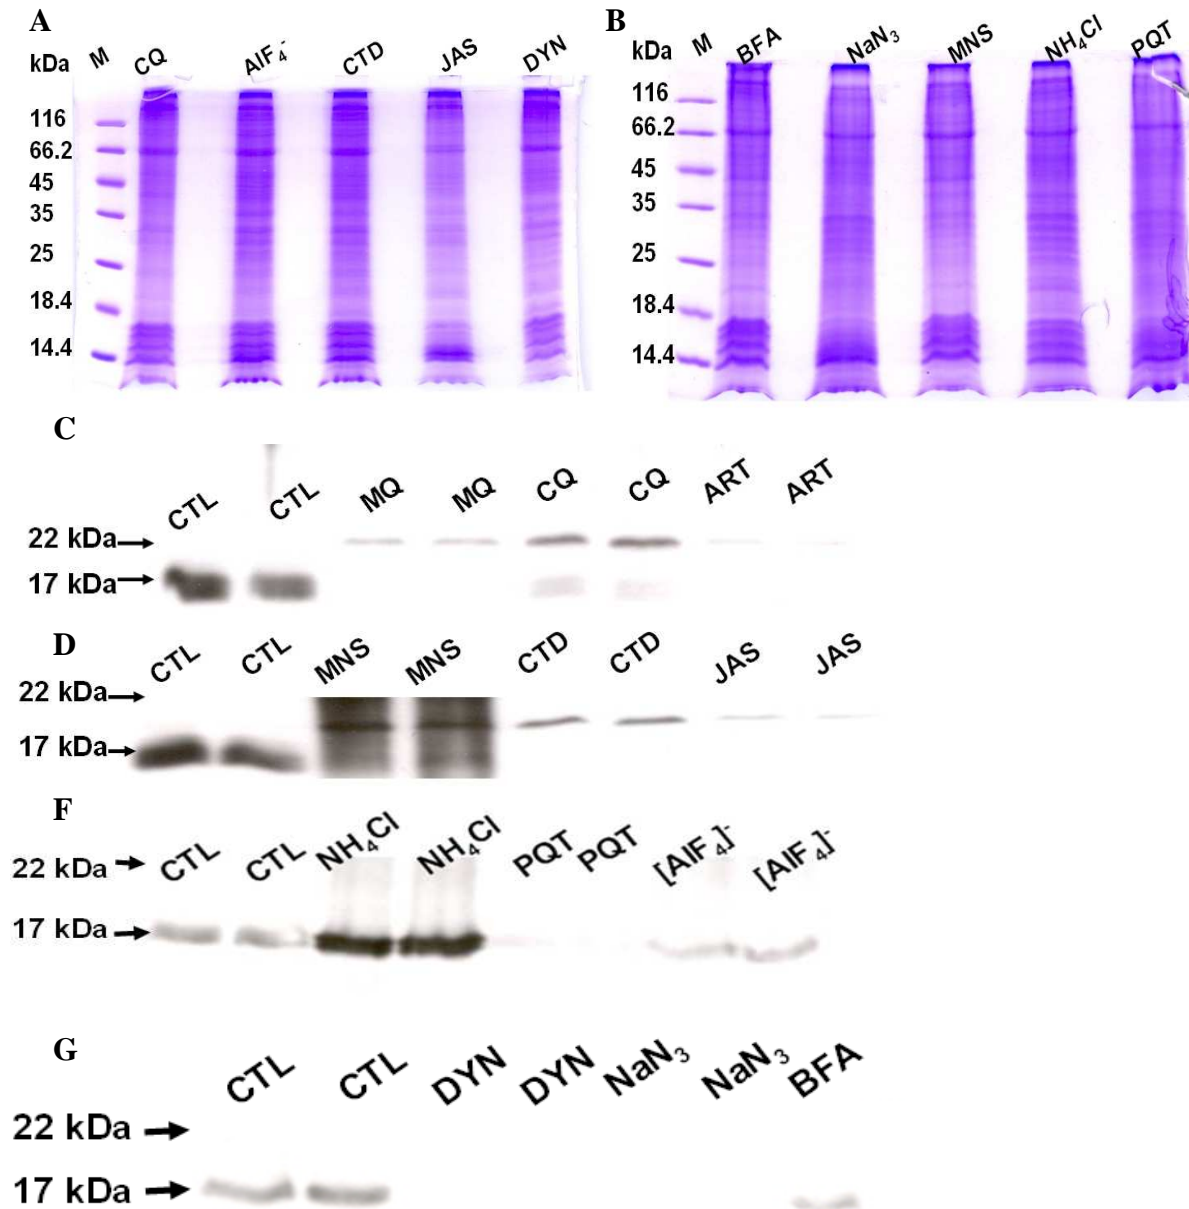 A
kDa M CQ AlF4- CTD JAS DYN
116
66.2
45
35
25
18.4
14.4
B
kDa M BFA NaN3 MNS NH4Cl PQT
116
66.2
45
35
25
18.4
14.4
C
CTL CTL MQ MQ CQ CQ ART ART
22 kDa
17 kDa
D
CTL CTL MNS MNS CTD CTD JAS JAS
22 kDa
17 kDa
F
CTL CTL NH4Cl NH4Cl PQT PQT [AlF4]- [AlF4]-
22 kDa
17 kDa
G
CTL CTL DYN DYN NaN3 NaN3 BFA
22 kDa
17 kDa